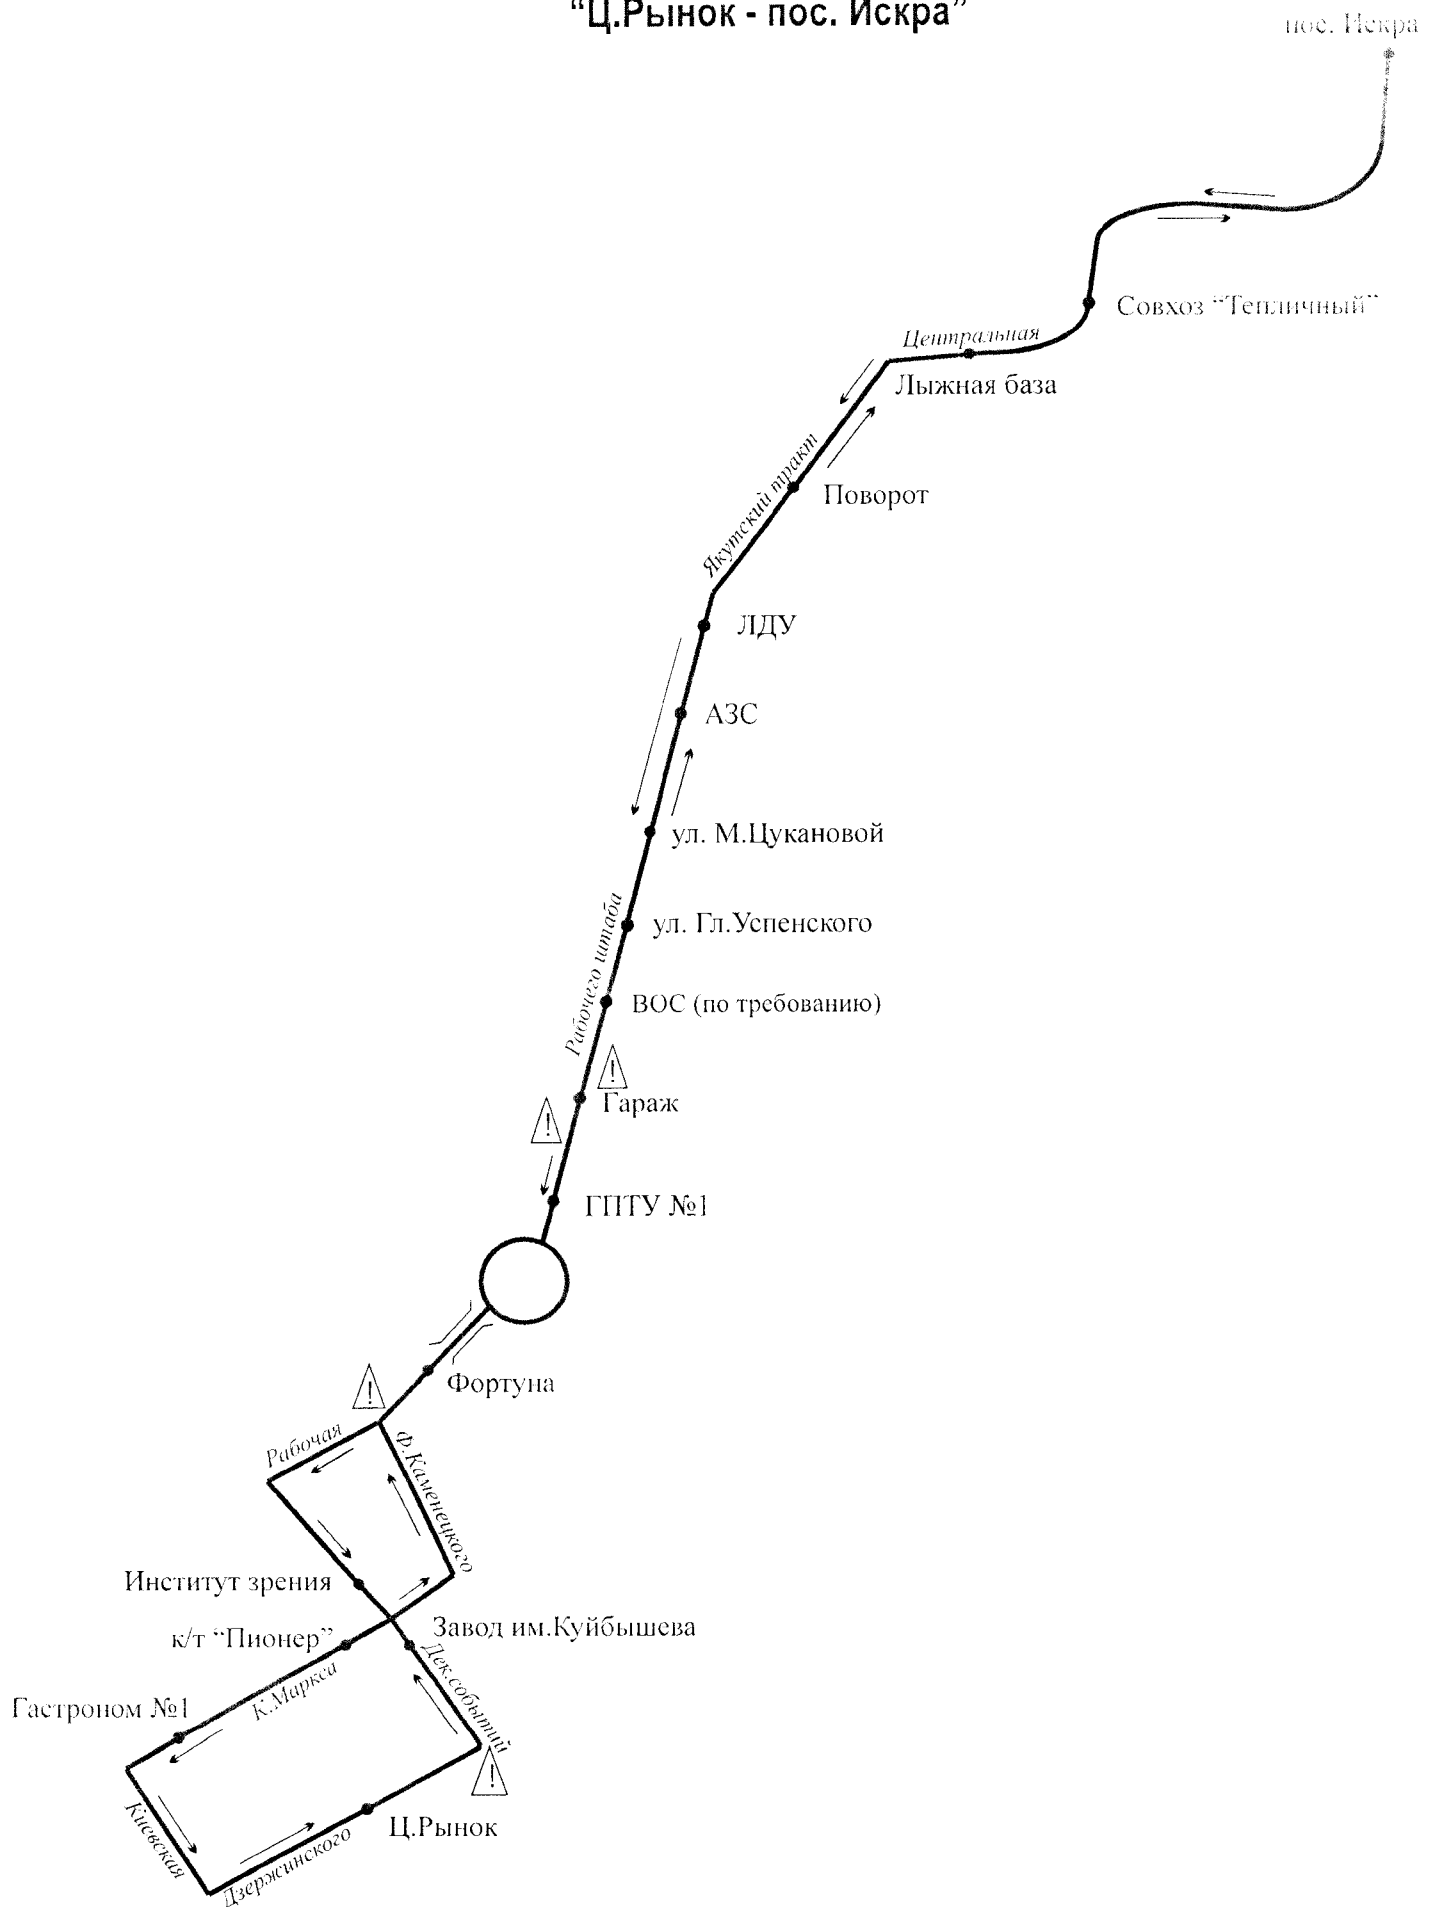 “Ц.Рынок - пос. Искра”
пос. Искра
Совхоз “Тепличный”
Центральная
Лыжная база
Якутский тракт
Поворот
ЛДУ
АЗС
ул. М.Цукановой
ул. Гл.Успенского
Рабочего штаба
ВОС (по требованию)
!
Гараж
!
ГПТУ №1
Фортуна
!
Рабочая
Ф.Каменецкого
Институт зрения
Завод им.Куйбышева
к/т “Пионер”
Дек.событий
К.Маркса
Гастроном №1
!
Киевская
Ц.Рынок
Дзержинского